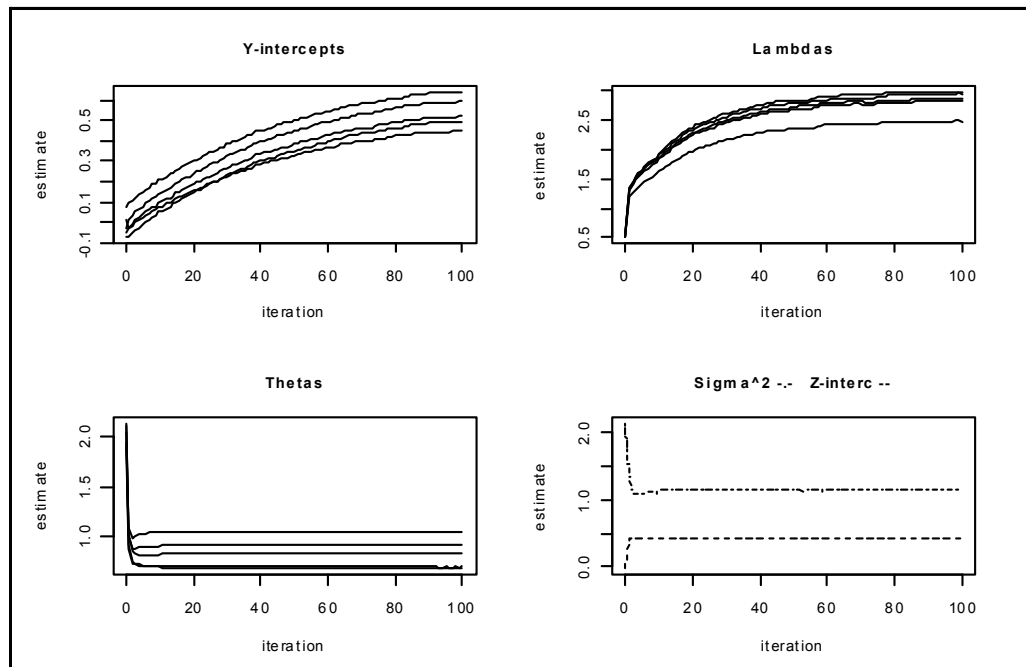 Y-intercepts
estimate
-0.1 0.1 0.3 0.5
0 20 40 60 80 100
iteration
Lambdas
estimate
0.5 1.5 2.5
0 20 40 60 80 100
iteration
Thetas
estimate
1.0 1.5 2.0
0 20 40 60 80 100
iteration
Sigma^2 -.- Z-interc --
estimate
0.0 1.0 2.0
0 20 40 60 80 100
iteration